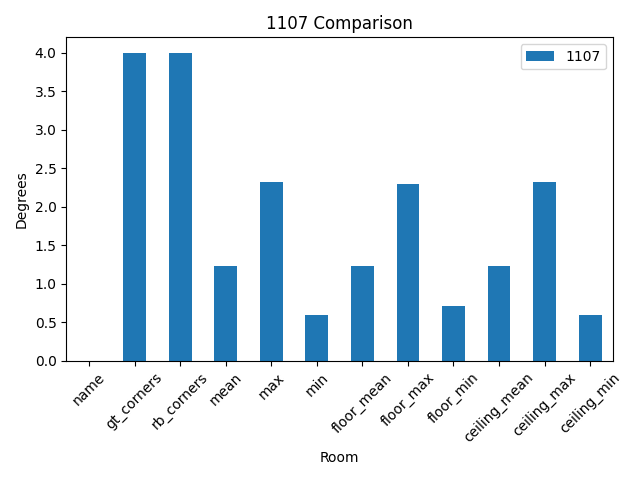 1107 Comparison
1107
Degrees
4.0
3.5
3.0
2.5
2.0
1.5
1.0
0.5
0.0
name
gt_corners
rb_corners
mean
max
min
floor_mean
floor_max
floor_min
ceiling_mean
ceiling_max
ceiling_min
Room